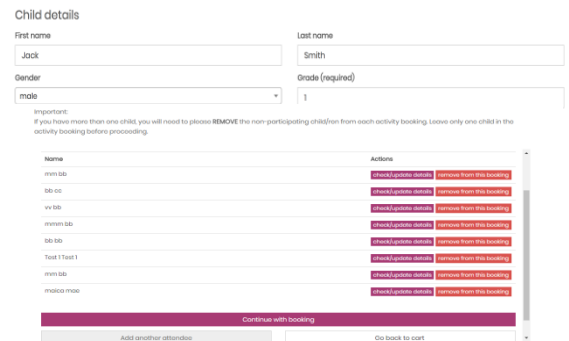 Child details
First name Last name
Jack Smith
Gender Grade (required)
male 1
Important:
If you have more than one child, you will need to please REMOVE the non-participating child/ren from each activity booking. Leave only one child in the
activity booking before proceeding.
Name Actions
mm bb check/update details remove from this booking
bb cc check/update details remove from this booking
vv bb check/update details remove from this booking
mmm bb check/update details remove from this booking
bb bb check/update details remove from this booking
Test 1 Test 1 check/update details remove from this booking
mm bb check/update details remove from this booking
moica mae check/update details remove from this booking
Continue with booking
Add another attendee Go back to cart